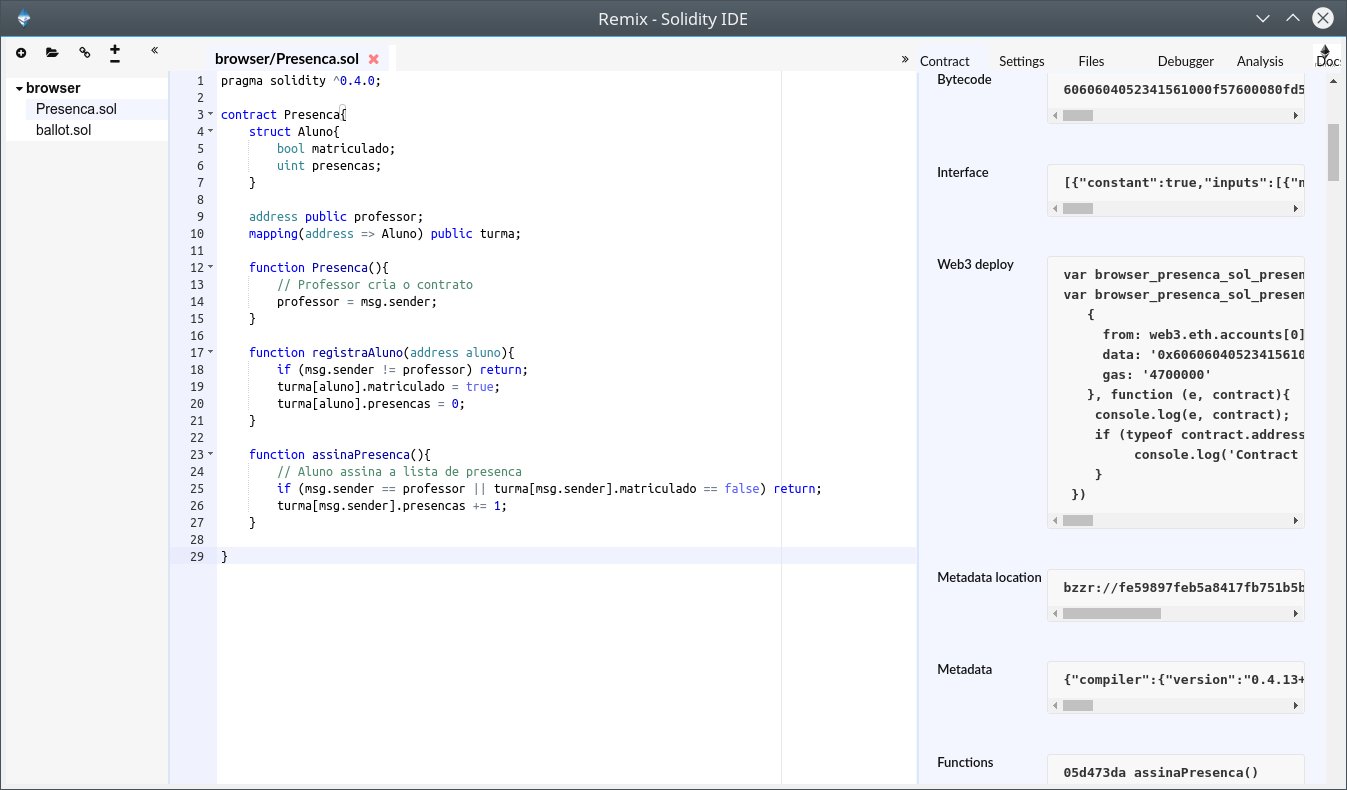 Remix - Solidity IDE
browser
Presenca.sol
ballot.sol
browser/Presenca.sol
1 pragma solidity ^0.4.0;
2
3 contract Presenca{
4     struct Aluno{
5         bool matriculado;
6         uint presencas;
7     }
8
9     address public professor;
10     mapping(address => Aluno) public turma;
11
12     function Presenca(){
13         // Professor cria o contrato
14         professor = msg.sender;
15     }
16
17     function registraAluno(address aluno){
18         if (msg.sender != professor) return;
19         turma[aluno].matriculado = true;
20         turma[aluno].presencas = 0;
21     }
22
23     function assinaPresenca(){
24         // Aluno assina a lista de presenca
25         if (msg.sender == professor || turma[msg.sender].matriculado == false) return;
26         turma[msg.sender].presencas += 1;
27     }
28
29 }
Contract Settings Files Debugger Analysis Docs
Bytecode
6060604052341561000f57600080fd5
Interface
[{"constant":true,"inputs":[{"n
Web3 deploy
var browser_presenca_sol_presen
var browser_presenca_sol_presen
{
from: web3.eth.accounts[0]
data: '0x60606040523415610
gas: '4700000'
}, function (e, contract){
console.log(e, contract);
if (typeof contract.address
console.log('Contract
}
})
Metadata location
bzzr://fe59897feb5a8417fb751b5b
Metadata
{"compiler":{"version":"0.4.13+
Functions
05d473da assinaPresenca()